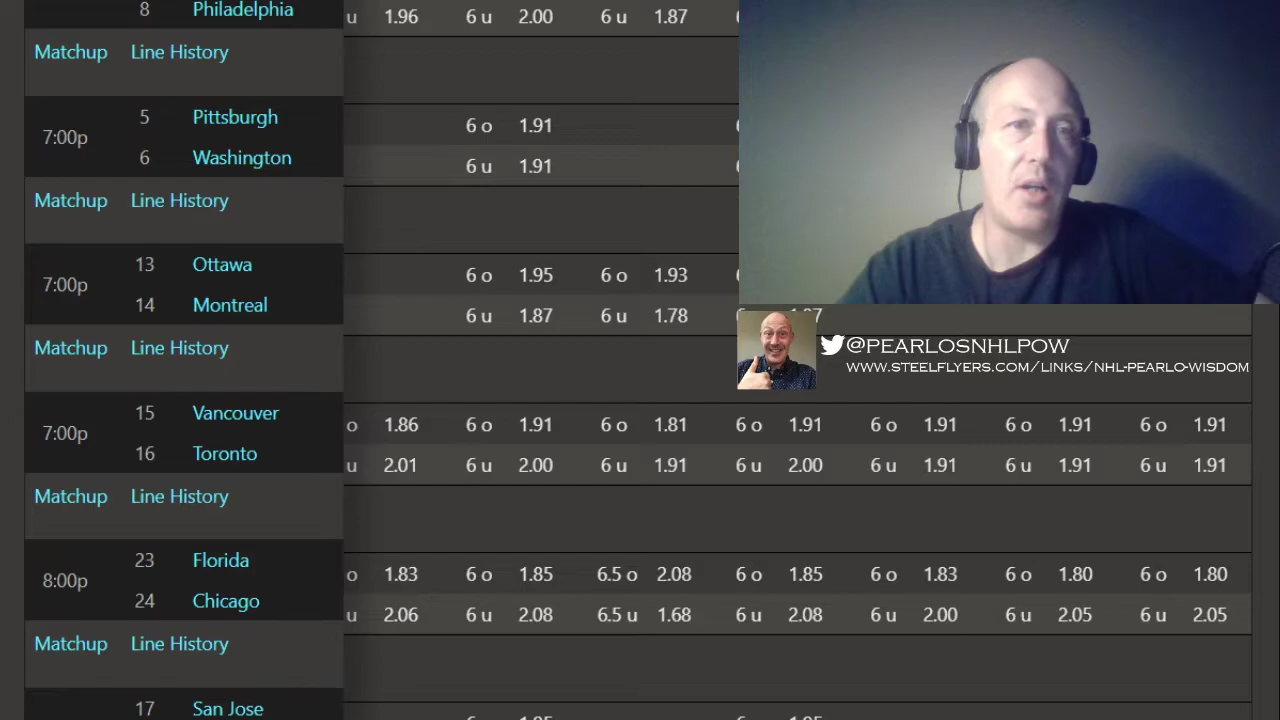 8 Philadelphia u 1.96 6 u 2.00 6 u 1.87
Matchup Line History
7:00p
5 Pittsburgh 6 o 1.91
6 Washington 6 u 1.91
Matchup Line History
7:00p
13 Ottawa 6 o 1.95 6 o 1.93
14 Montreal 6 u 1.87 6 u 1.78
Matchup Line History
@PEARLOSNHLPOW
WWW.STEELFLYERS.COM/LINKS/NHL-PEARLO-WISDOM
7:00p
15 Vancouver o 1.86 6 o 1.91 6 o 1.81 6 o 1.91 6 o 1.91 6 o 1.91 6 o 1.91
16 Toronto u 2.01 6 u 2.00 6 u 1.91 6 u 2.00 6 u 1.91 6 u 1.91 6 u 1.91
Matchup Line History
8:00p
23 Florida o 1.83 6 o 1.85 6.5 o 2.08 6 o 1.85 6 o 1.83 6 o 1.80 6 o 1.80
24 Chicago u 2.06 6 u 2.08 6.5 u 1.68 6 u 2.08 6 u 2.00 6 u 2.05 6 u 2.05
Matchup Line History
17 San Jose